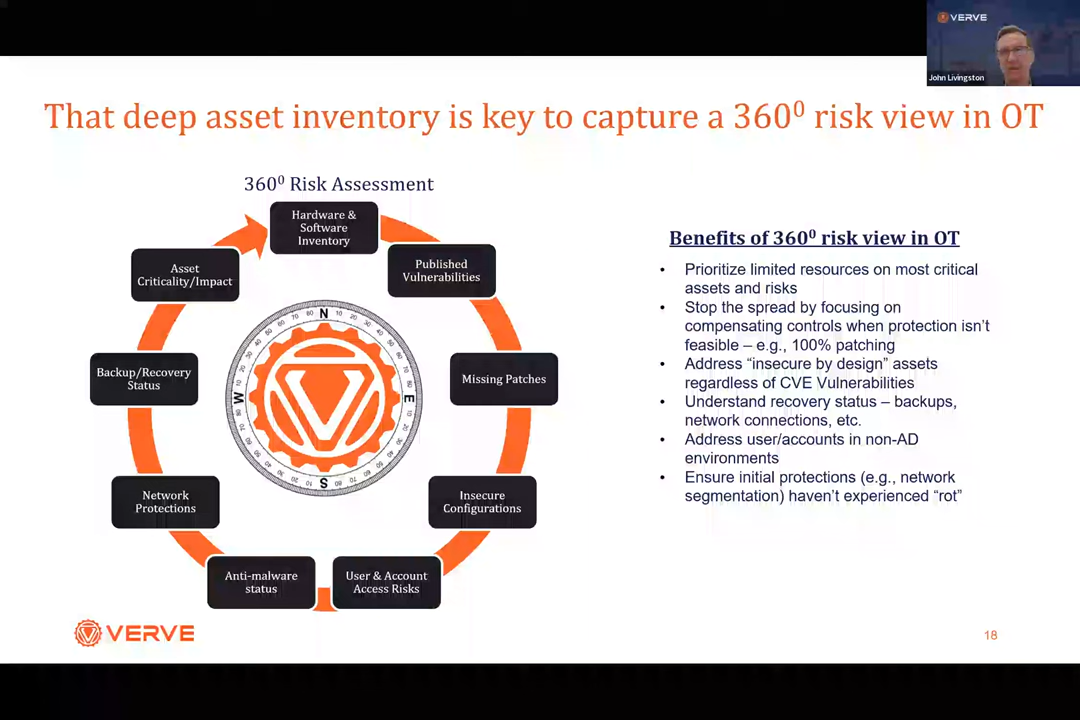 VERVE
John Livingston
That deep asset inventory is key to capture a 360⁰ risk view in OT
360⁰ Risk Assessment
Hardware &
Software
Inventory
Published
Vulnerabilities
Missing Patches
Insecure
Configurations
User & Account
Access Risks
Anti-malware
status
Network
Protections
Backup/Recovery
Status
Asset
Criticality/Impact
N
E
S
W
Benefits of 360⁰ risk view in OT
• Prioritize limited resources on most critical
assets and risks
• Stop the spread by focusing on
compensating controls when protection isn’t
feasible – e.g., 100% patching
• Address “insecure by design” assets
regardless of CVE Vulnerabilities
• Understand recovery status – backups,
network connections, etc.
• Address user/accounts in non-AD
environments
• Ensure initial protections (e.g., network
segmentation) haven’t experienced “rot”
VERVE
18